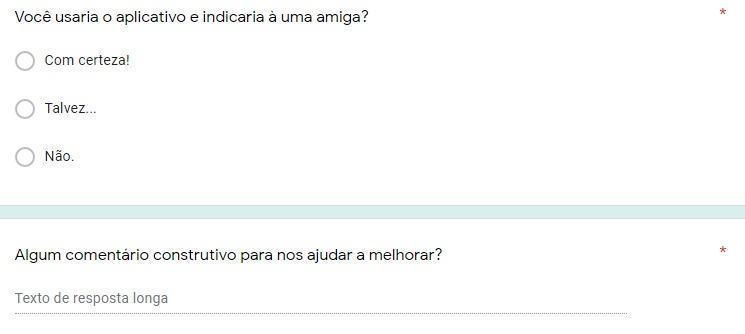 Você usaria o aplicativo e indicaria à uma amiga? *
Com certeza!
Talvez...
Não.
Algum comentário construtivo para nos ajudar a melhorar? *
Texto de resposta longa